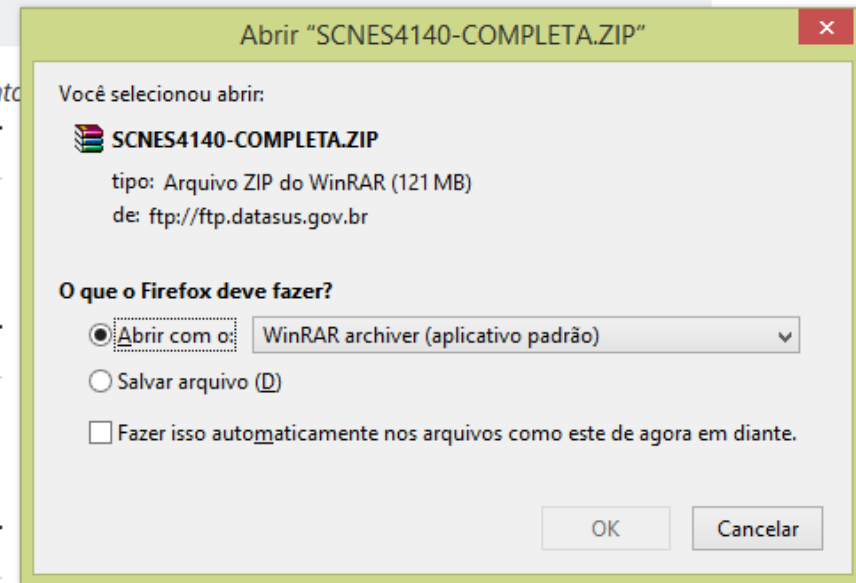 Abrir “SCNES4140-COMPLETA.ZIP”
Você selecionou abrir:
SCNES4140-COMPLETA.ZIP
tipo: Arquivo ZIP do WinRAR (121 MB)
de: ftp://ftp.datasus.gov.br
O que o Firefox deve fazer?
Abrir com o: WinRAR archiver (aplicativo padrão)
Salvar arquivo (D)
Fazer isso automaticamente nos arquivos como este de agora em diante.
OK Cancelar